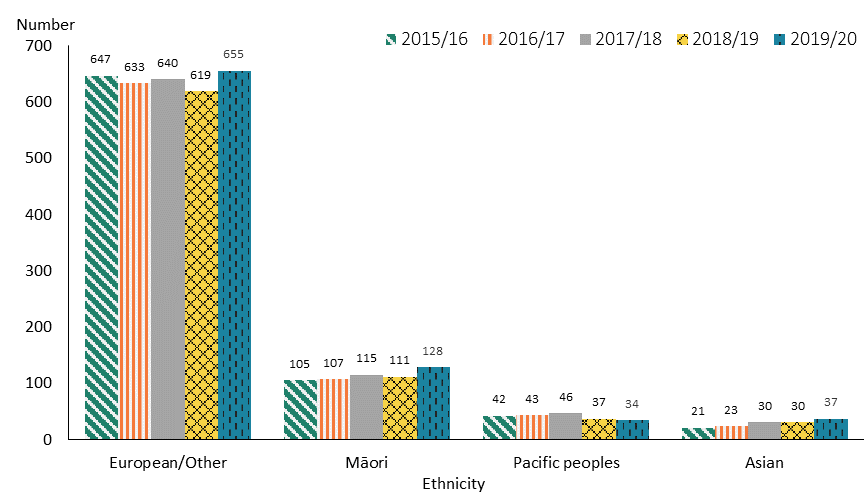 Number
2015/16 2016/17 2017/18 2018/19 2019/20
700
600
500
400
300
200
100
0
647 633 640 619 655
105 107 115 111 128
42 43 46 37 34
21 23 30 30 37
European/Other Māori Pacific peoples Asian
Ethnicity